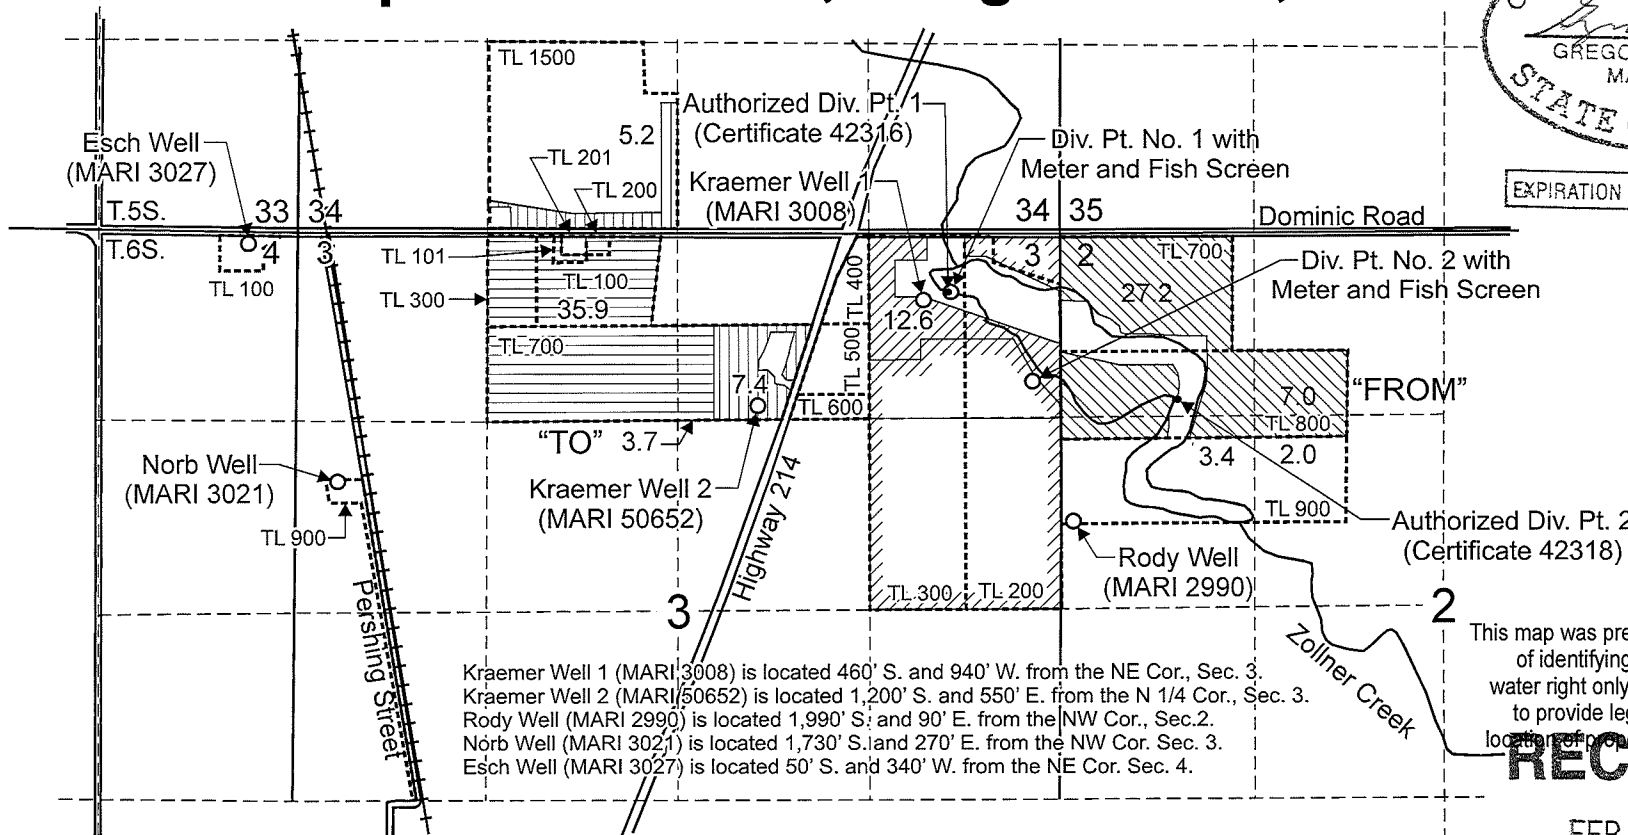 GREGO
MA
STATE
EXPIRATION
TL 1500
Authorized Div. Pt. 1
(Certificate 42316)
5.2
Div. Pt. No. 1 with
Meter and Fish Screen
Esch Well
(MARI 3027)
TL 201
TL 200
Kraemer Well 1
(MARI 3008)
T.5S.
33
34
34
35
Dominic Road
T.6S.
4
3
3
2
TL 700
TL 101
TL 100
TL 100
TL 300
35.9
TL 400
27.2
Div. Pt. No. 2 with
Meter and Fish Screen
12.6
TL 700
TL 500
7.4
TL 600
"FROM"
7.0
TL 800
"TO"
3.7
3.4
2.0
Norb Well
(MARI 3021)
Kraemer Well 2
(MARI 50652)
Highway 214
TL 900
TL 900
Authorized Div. Pt. 2
(Certificate 42318)
Rody Well
(MARI 2990)
TL 300
TL 200
3
2
Pershing Street
Zollner Creek
Kraemer Well 1 (MARI 3008) is located 460' S. and 940' W. from the NE Cor., Sec. 3.
Kraemer Well 2 (MARI 50652) is located 1,200' S. and 550' E. from the N 1/4 Cor., Sec. 3.
Rody Well (MARI 2990) is located 1,990' S. and 90' E. from the NW Cor., Sec.2.
Norb Well (MARI 3021) is located 1,730' S. and 270' E. from the NW Cor. Sec. 3.
Esch Well (MARI 3027) is located 50' S. and 340' W. from the NE Cor. Sec. 4.
This map was pre
of identifying
water right only
to provide leg
location of prop
REC
FEB